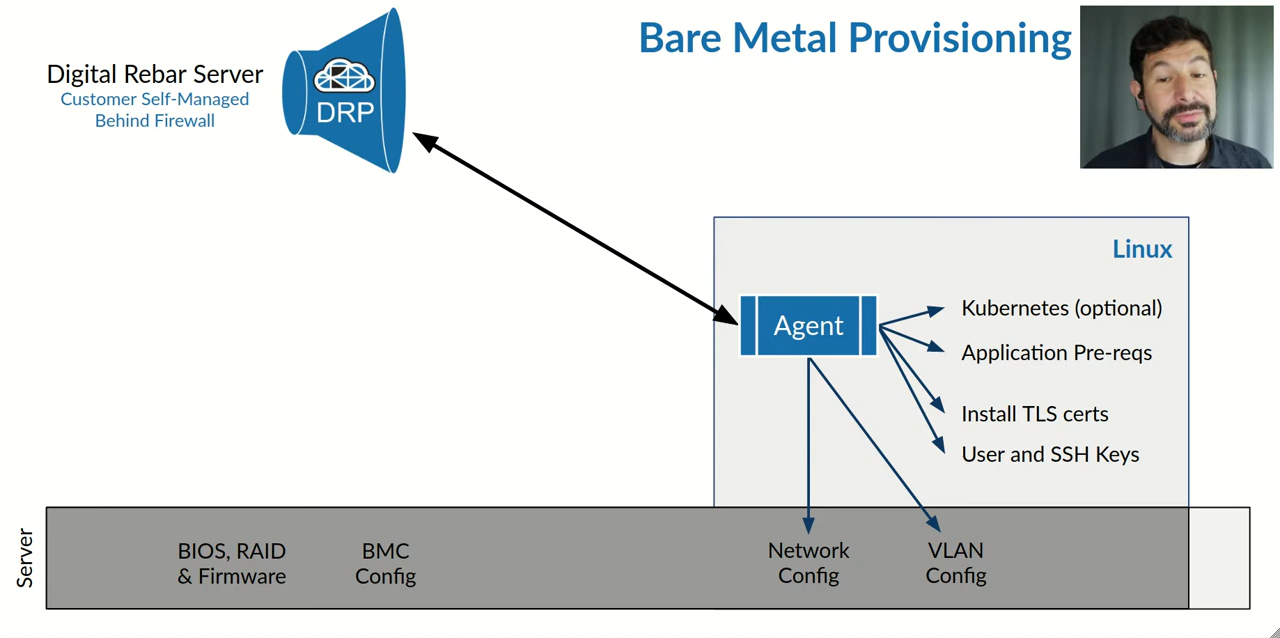 Bare Metal Provisioning
Digital Rebar Server
Customer Self-Managed
Behind Firewall
DRP
Linux
Agent
Kubernetes (optional)
Application Pre-reqs
Install TLS certs
User and SSH Keys
Server
BIOS, RAID
& Firmware
BMC
Config
Network
Config
VLAN
Config